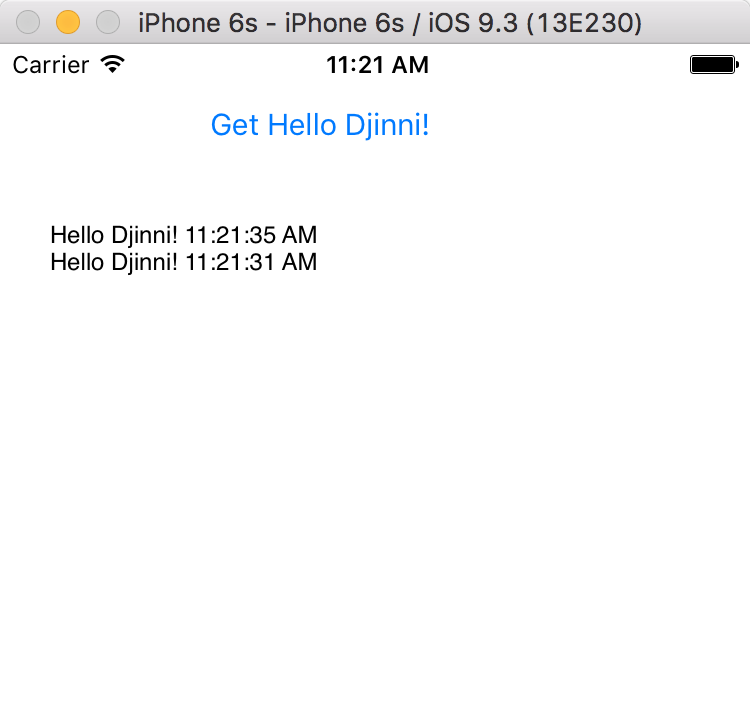 iPhone 6s - iPhone 6s / iOS 9.3 (13E230)
Carrier 11:21 AM
Get Hello Djinni!
Hello Djinni! 11:21:35 AM
Hello Djinni! 11:21:31 AM